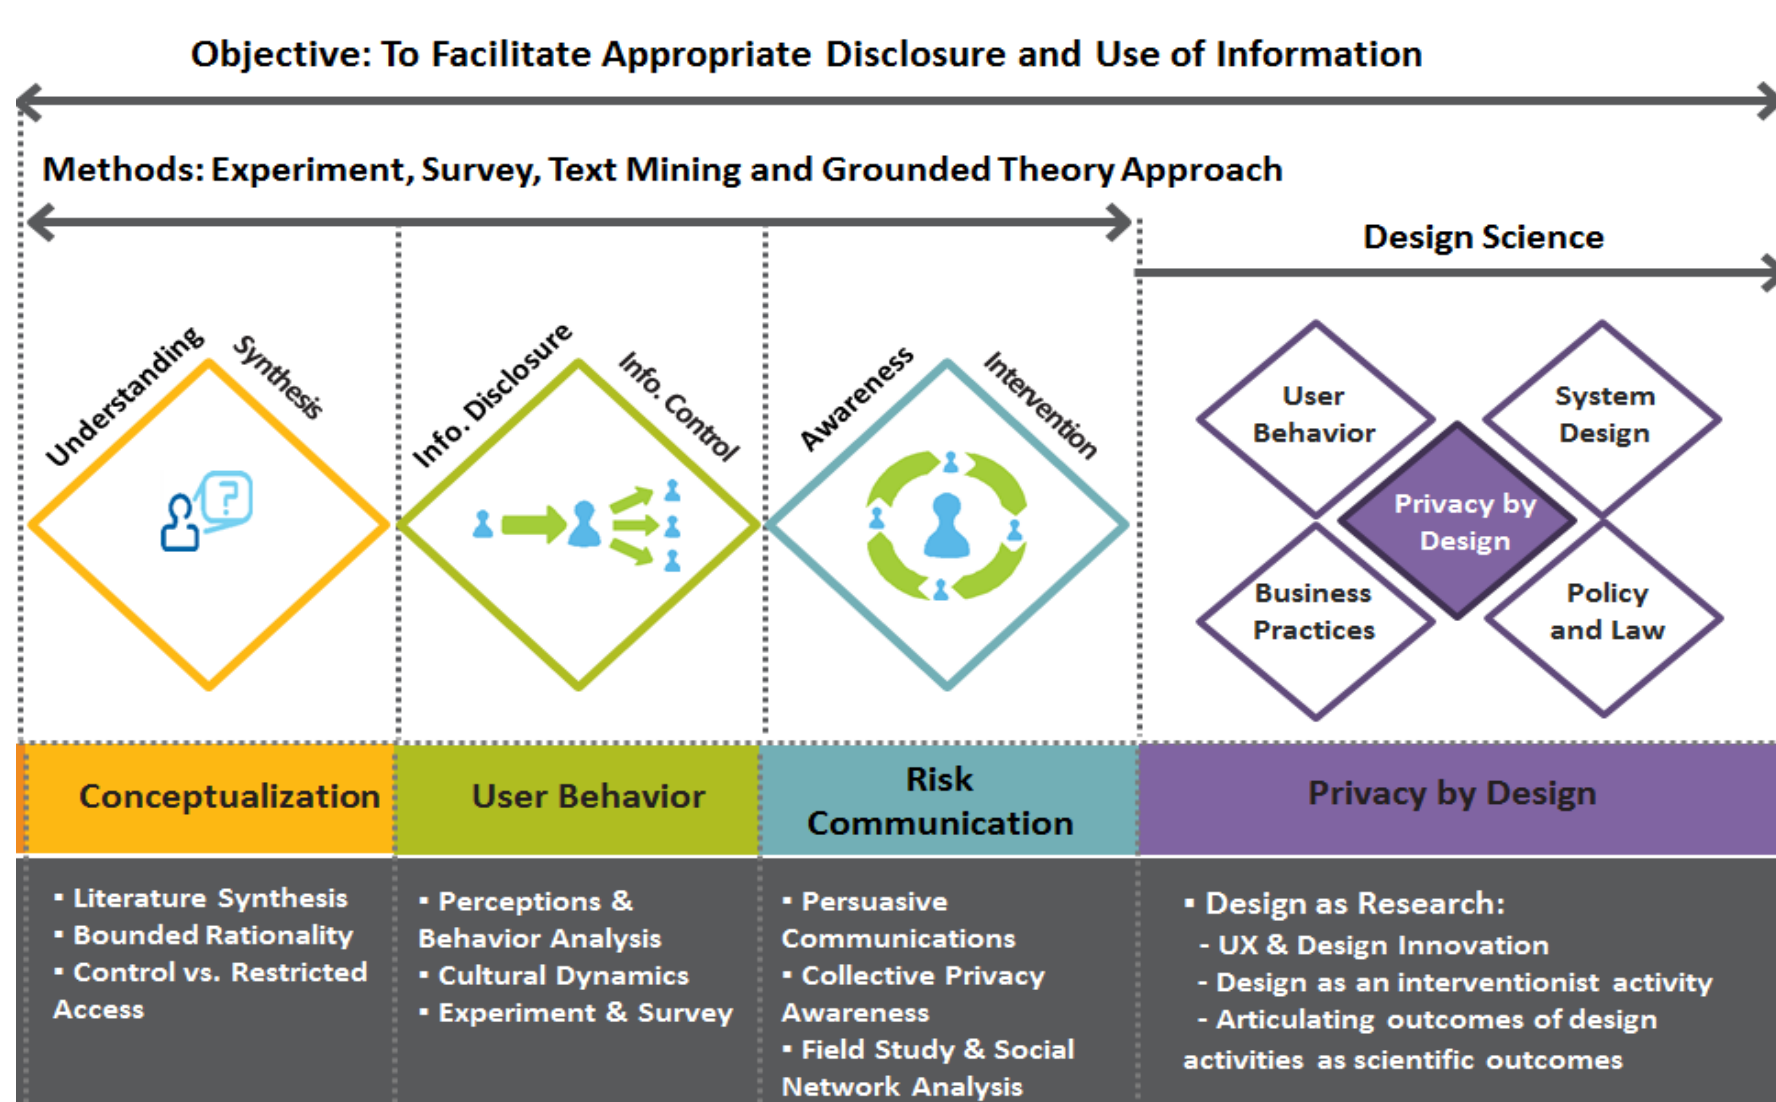 Objective: To Facilitate Appropriate Disclosure and Use of Information
Methods: Experiment, Survey, Text Mining and Grounded Theory Approach
Design Science
Understanding
Synthesis
?
Info. Disclosure
Info. Control
Awareness
Intervention
User
Behavior
System
Design
Privacy by
Design
Business
Practices
Policy
and Law
Conceptualization
User Behavior
Risk
Communication
Privacy by Design
▪ Literature Synthesis
▪ Bounded Rationality
▪ Control vs. Restricted
Access
▪ Perceptions &
Behavior Analysis
▪ Cultural Dynamics
▪ Experiment & Survey
▪ Persuasive
Communications
▪ Collective Privacy
Awareness
▪ Field Study & Social
Network Analysis
▪ Design as Research:
- UX & Design Innovation
- Design as an interventionist activity
- Articulating outcomes of design
activities as scientific outcomes